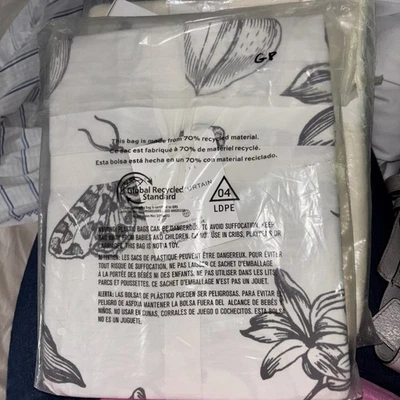 GP
This bag is made from 70% recycled material.
Ce sac est fabriqué à 70% de matériel recyclé.
Esta bolsa está hecha en un 70% con material reciclado.
Global Recycled
Standard
CURTAIN
04
LDPE
WARNING: PLASTIC BAGS CAN BE DANGEROUS. TO AVOID SUFFOCATION, KEEP
BAG AWAY FROM BABIES AND CHILDREN. DO NOT USE IN CRIBS, PLAYPENS OR
CARRIAGES. THIS BAG IS NOT A TOY.
ATTENTION: LES SACS DE PLASTIQUE PEUVENT ÊTRE DANGEREUX. POUR ÉVITER
TOUT RISQUE DE SUFFOCATION, NE PAS LAISSER CE SACHET D'EMBALLAGE
À LA PORTÉE DES BÉBÉS NI DES ENFANTS. NE PAS UTILISER DANS LES LITS,
PARCS ET POUSSETTES. CE SACHET D'EMBALLAGE N'EST PAS UN JOUET.
ALERTA: LAS BOLSAS DE PLÁSTICO PUEDEN SER PELIGROSAS. PARA EVITAR EL
PELIGRO DE ASFIXIA MANTENER LA BOLSA FUERA DEL ALCANCE DE BEBÉS Y
NIÑOS. NO USAR EN CUNAS, CORRALES DE JUEGO O COCHECITOS. ESTA BOLSA
NO ES UN JUGUETE.